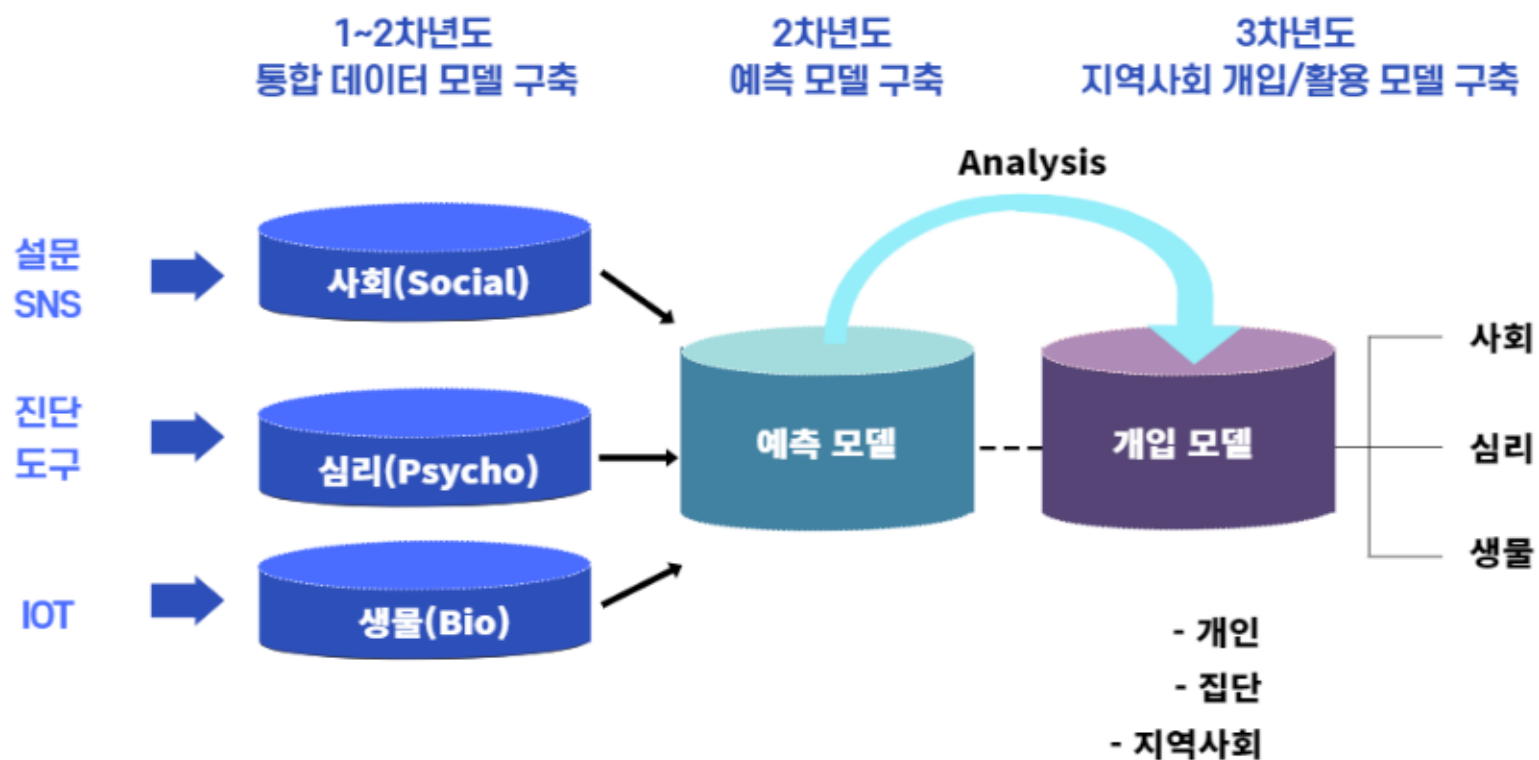 1~2차년도
통합 데이터 모델 구축
2차년도
예측 모델 구축
3차년도
지역사회 개입/활용 모델 구축
Analysis
설문
SNS
사회(Social)
진단
도구
심리(Psycho)
IOT
생물(Bio)
예측 모델
개입 모델
사회
심리
생물
- 개인
- 집단
- 지역사회